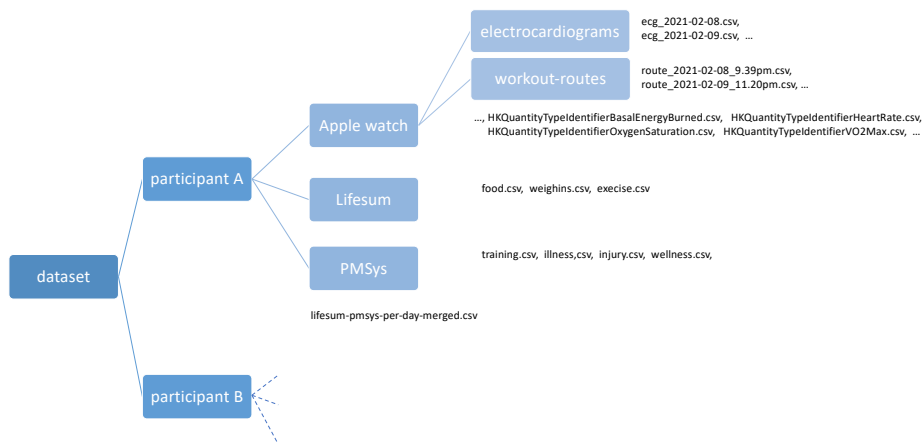 electrocardiograms
ecg_2021-02-08.csv,
ecg_2021-02-09.csv, ...
workout-routes
route_2021-02-08_9.39pm.csv,
route_2021-02-09_11.20pm.csv, ...
Apple watch
..., HKQuantityTypeIdentifierBasalEnergyBurned.csv, HKQuantityTypeIdentifierHeartRate.csv,
HKQuantityTypeIdentifierOxygenSaturation.csv, HKQuantityTypeIdentifierVO2Max.csv, ...
participant A
Lifesum
food.csv, weighins.csv, execise.csv
PMSys
training.csv, illness,csv, injury.csv, wellness.csv,
dataset
lifesum-pmsys-per-day-merged.csv
participant B